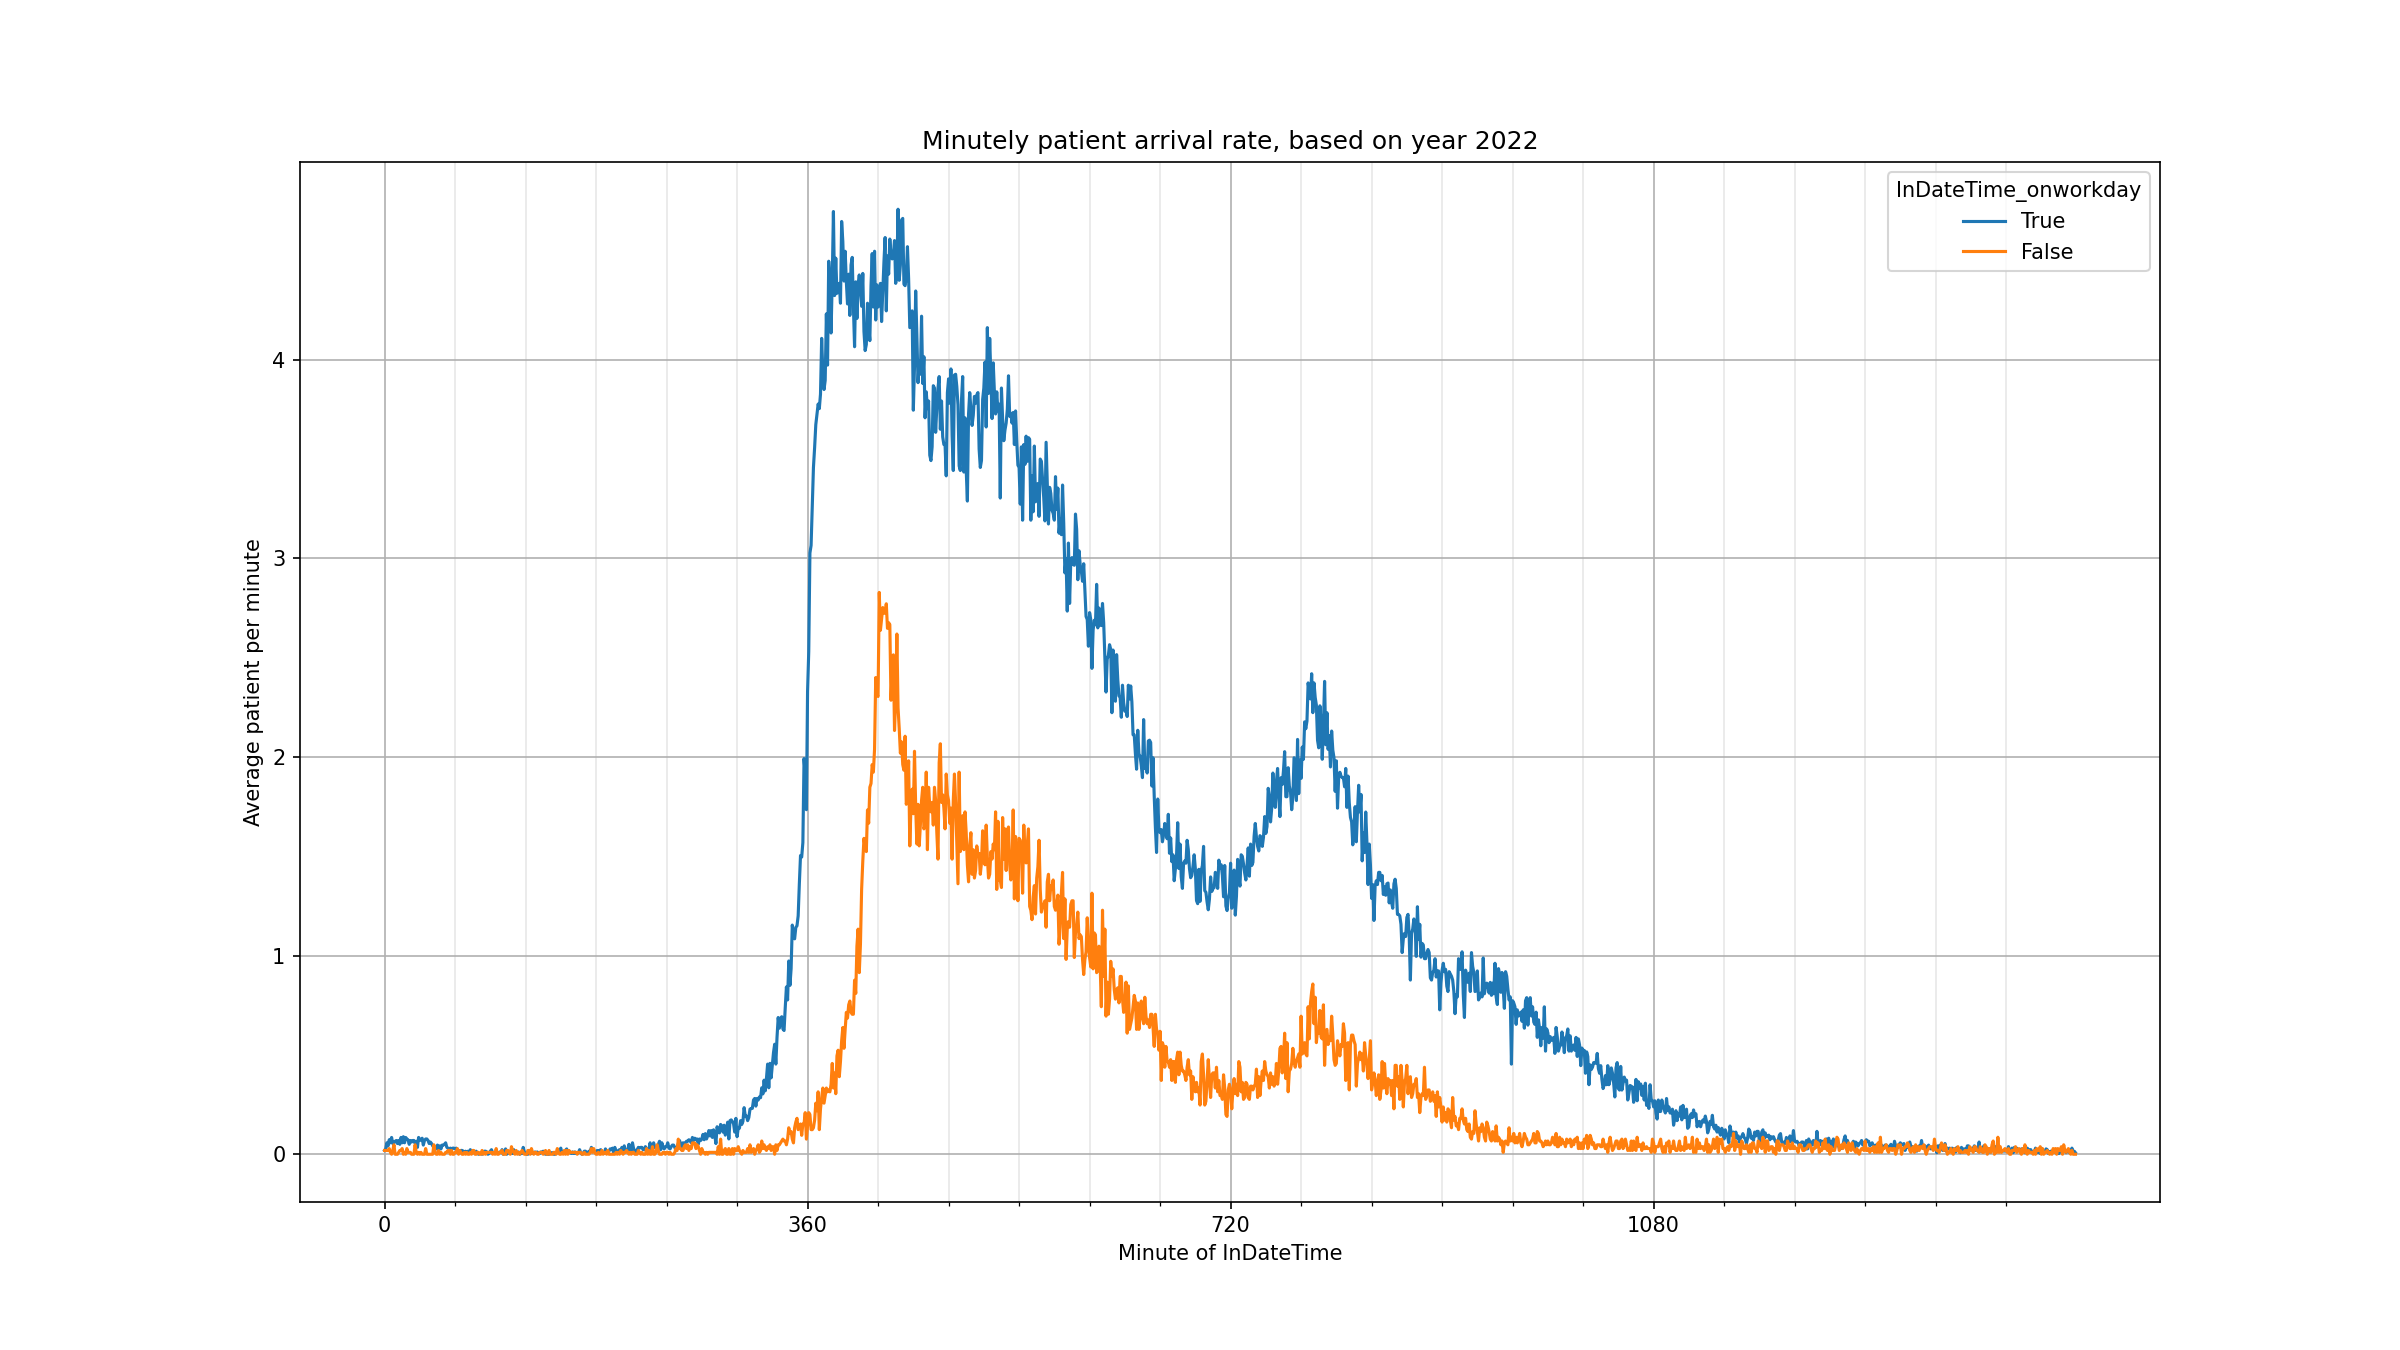 Minutely patient arrival rate, based on year 2022
InDateTime_onworkday
True
False
Average patient per minute
4
3
2
1
0
0 360 720 1080
Minute of InDateTime